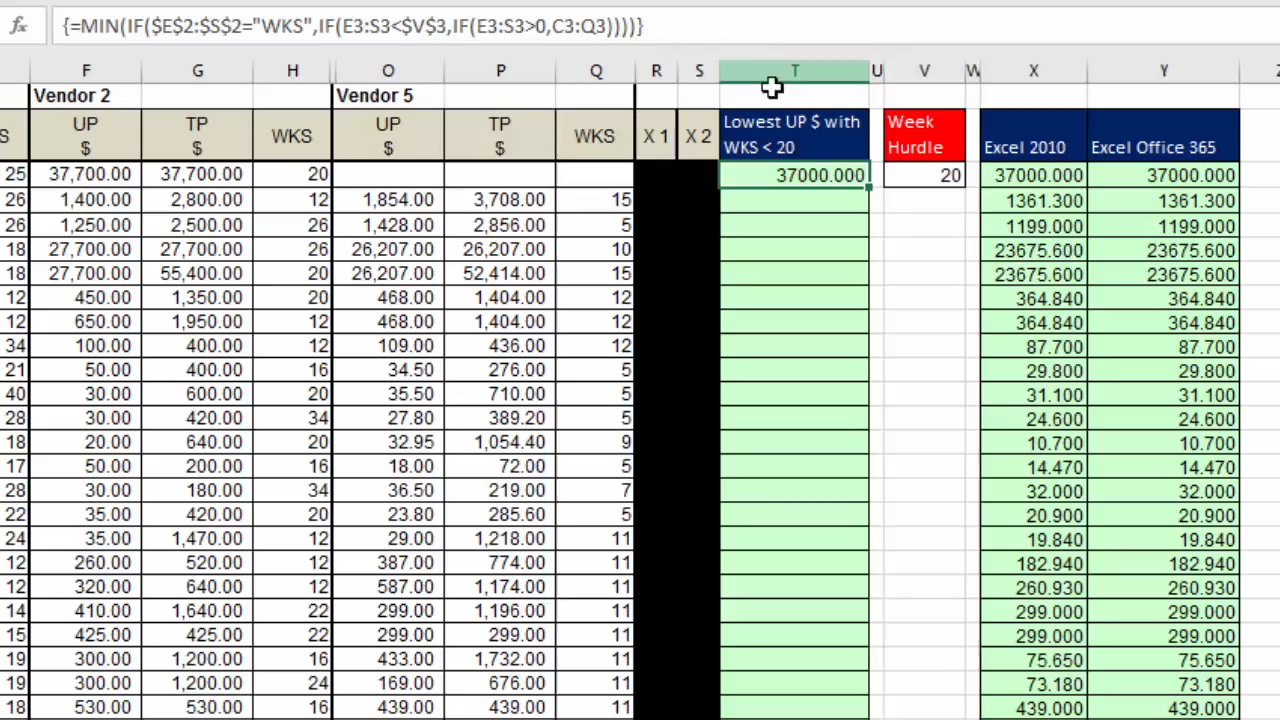 fx {=MIN(IF($E$2:$S$2="WKS",IF(E3:S3<$V$3,IF(E3:S3>0,C3:Q3))))}
F G H O P Q R S T U V W X Y Z
Vendor 2 Vendor 5
S UP $ TP $ WKS UP $ TP $ WKS X 1 X 2 Lowest UP $ with WKS < 20 Week Hurdle Excel 2010 Excel Office 365
25 37,700.00 37,700.00 20 37000.000 20 37000.000 37000.000
26 1,400.00 2,800.00 12 1,854.00 3,708.00 15 1361.300 1361.300
26 1,250.00 2,500.00 26 1,428.00 2,856.00 5 1199.000 1199.000
18 27,700.00 27,700.00 26 26,207.00 26,207.00 10 23675.600 23675.600
18 27,700.00 55,400.00 20 26,207.00 52,414.00 15 23675.600 23675.600
12 450.00 1,350.00 20 468.00 1,404.00 12 364.840 364.840
12 650.00 1,950.00 12 468.00 1,404.00 12 364.840 364.840
34 100.00 400.00 12 109.00 436.00 12 87.700 87.700
21 50.00 400.00 16 34.50 276.00 5 29.800 29.800
40 30.00 600.00 20 35.50 710.00 5 31.100 31.100
28 30.00 420.00 34 27.80 389.20 5 24.600 24.600
18 20.00 640.00 20 32.95 1,054.40 9 10.700 10.700
17 50.00 200.00 16 18.00 72.00 5 14.470 14.470
28 30.00 180.00 34 36.50 219.00 7 32.000 32.000
22 35.00 420.00 20 23.80 285.60 5 20.900 20.900
24 35.00 1,470.00 12 29.00 1,218.00 11 19.840 19.840
12 260.00 520.00 12 387.00 774.00 11 182.940 182.940
12 320.00 640.00 12 587.00 1,174.00 11 260.930 260.930
14 410.00 1,640.00 22 299.00 1,196.00 11 299.000 299.000
15 425.00 425.00 22 299.00 299.00 11 299.000 299.000
19 300.00 1,200.00 16 433.00 1,732.00 11 75.650 75.650
19 300.00 1,200.00 24 169.00 676.00 11 73.180 73.180
18 530.00 530.00 16 439.00 439.00 11 439.000 439.000